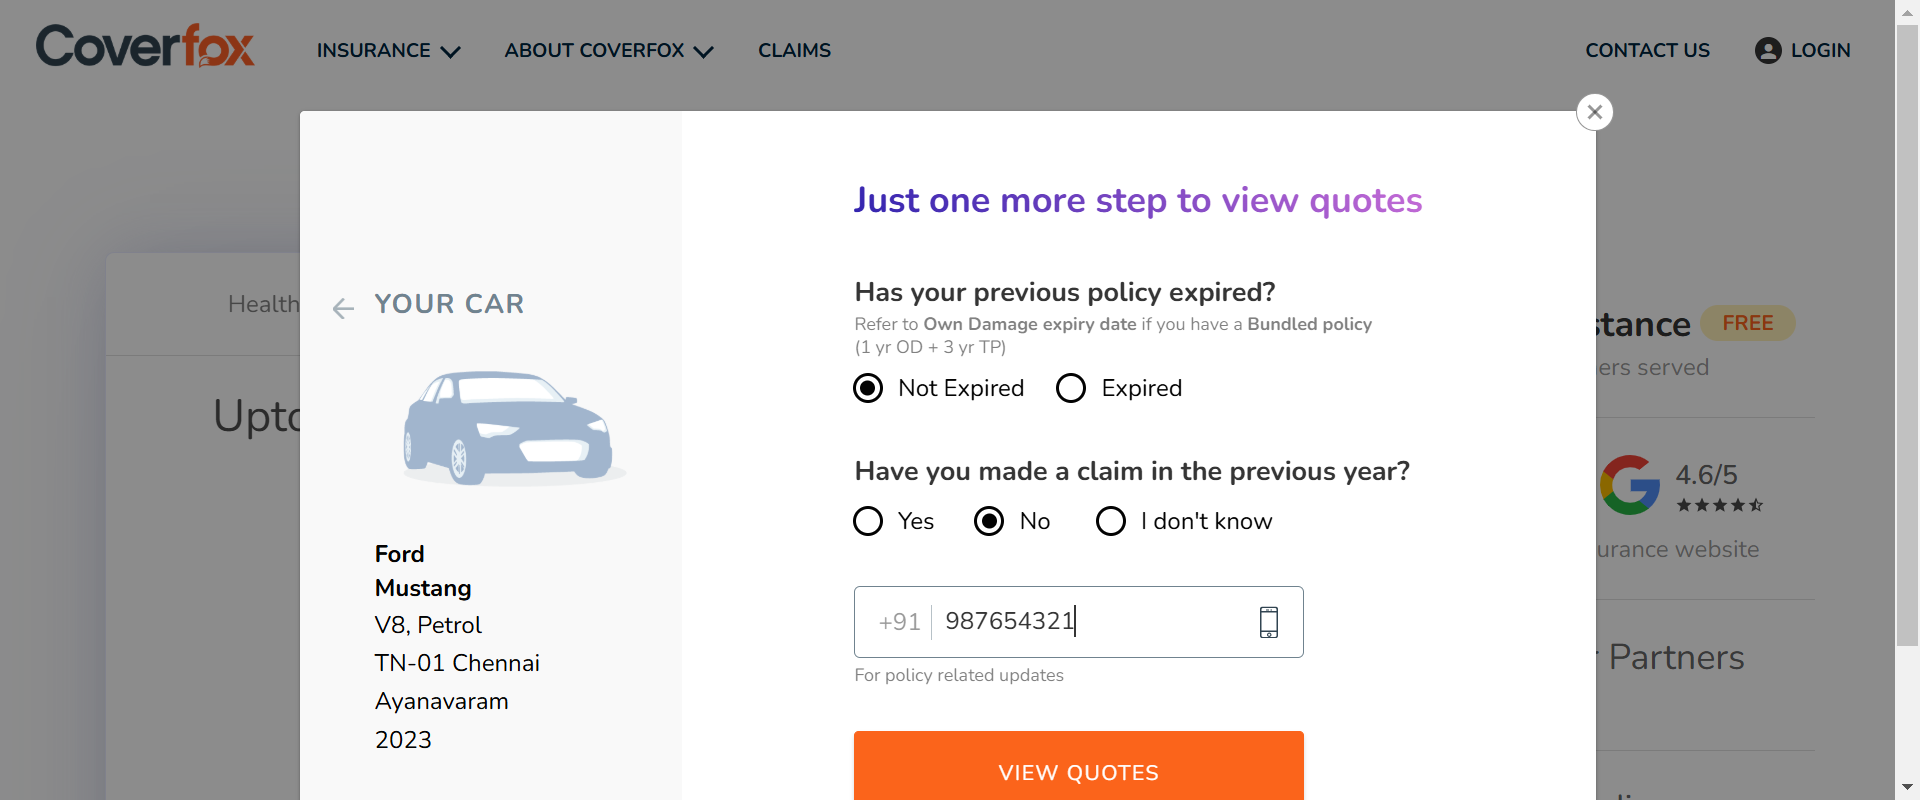 Coverfox
INSURANCE
ABOUT COVERFOX
CLAIMS
CONTACT US
LOGIN
Just one more step to view quotes
YOUR CAR
Ford
Mustang
V8, Petrol
TN-01 Chennai
Ayanavaram
2023
Has your previous policy expired?
Refer to Own Damage expiry date if you have a Bundled policy
(1 yr OD + 3 yr TP)
Not Expired
Expired
Have you made a claim in the previous year?
Yes
No
I don't know
+91 987654321
For policy related updates
VIEW QUOTES
Health
Upto
stance FREE
ers served
4.6/5
urance website
Partners